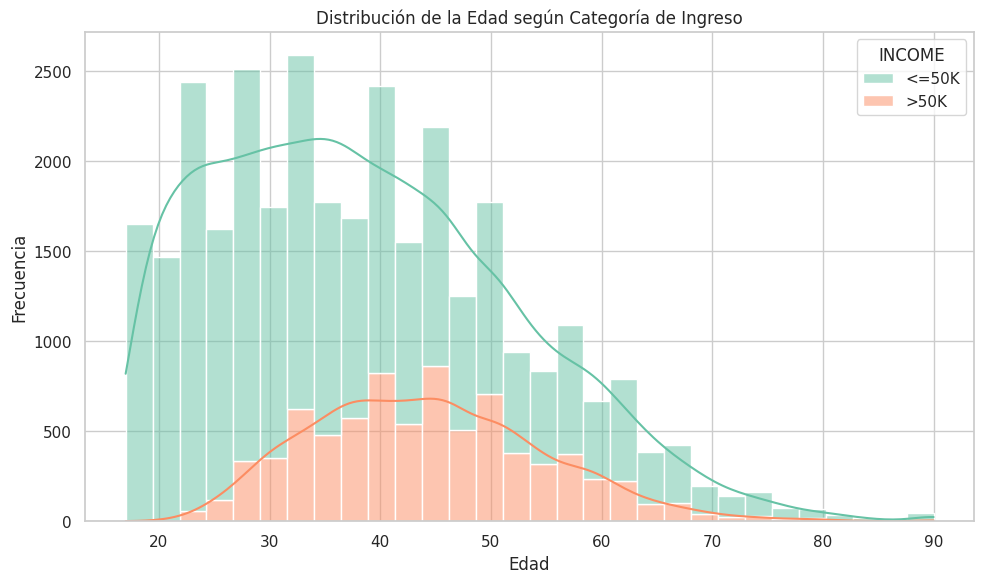 Distribución de la Edad según Categoría de Ingreso
INCOME
<=50K
>50K
Frecuencia
2500
2000
1500
1000
500
0
20 30 40 50 60 70 80 90
Edad